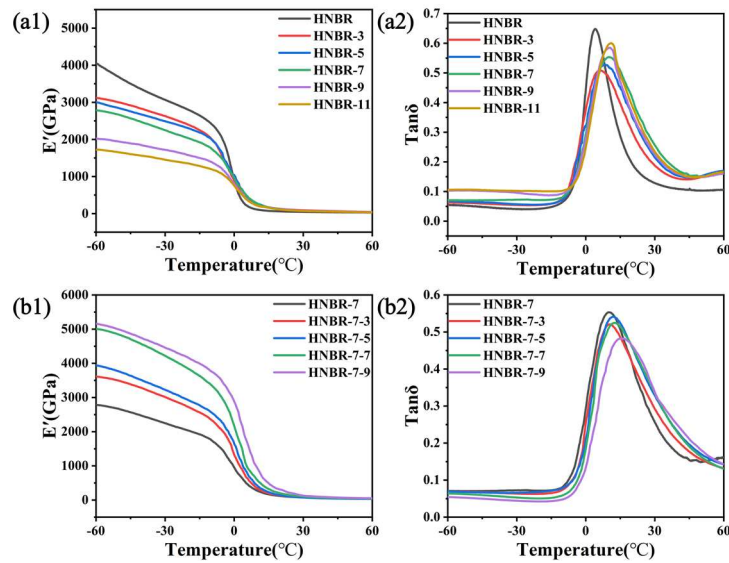 (a1)
HNBR
HNBR-3
HNBR-5
HNBR-7
HNBR-9
HNBR-11
E′(GPa)
5000
4000
3000
2000
1000
0
-60 -30 0 30 60
Temperature(℃)
(a2)
HNBR
HNBR-3
HNBR-5
HNBR-7
HNBR-9
HNBR-11
Tanδ
0.7
0.6
0.5
0.4
0.3
0.2
0.1
0.0
-60 -30 0 30 60
Temperature(℃)
(b1)
HNBR-7
HNBR-7-3
HNBR-7-5
HNBR-7-7
HNBR-7-9
E′(GPa)
6000
5000
4000
3000
2000
1000
0
-60 -30 0 30 60
Temperature(℃)
(b2)
HNBR-7
HNBR-7-3
HNBR-7-5
HNBR-7-7
HNBR-7-9
Tanδ
0.6
0.5
0.4
0.3
0.2
0.1
0.0
-60 -30 0 30 60
Temperature(℃)